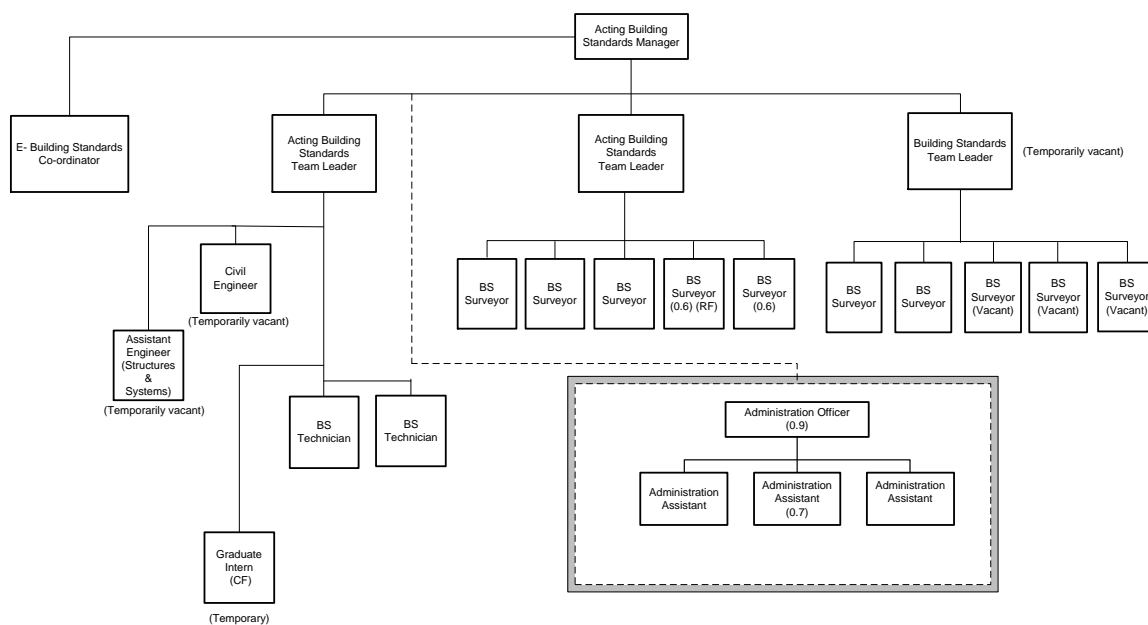 Acting Building
Standards Manager
E- Building Standards
Co-ordinator
Acting Building
Standards
Team Leader
Acting Building
Standards
Team Leader
Building Standards
Team Leader
(Temporarily vacant)
Civil
Engineer
(Temporarily vacant)
Assistant
Engineer
(Structures
&
Systems)
(Temporarily vacant)
BS
Surveyor
BS
Surveyor
BS
Surveyor
BS
Surveyor
(0.6) (RF)
BS
Surveyor
(0.6)
BS
Surveyor
BS
Surveyor
BS
Surveyor
(Vacant)
BS
Surveyor
(Vacant)
BS
Surveyor
(Vacant)
BS
Technician
BS
Technician
Graduate
Intern
(CF)
(Temporary)
Administration Officer
(0.9)
Administration
Assistant
Administration
Assistant
(0.7)
Administration
Assistant